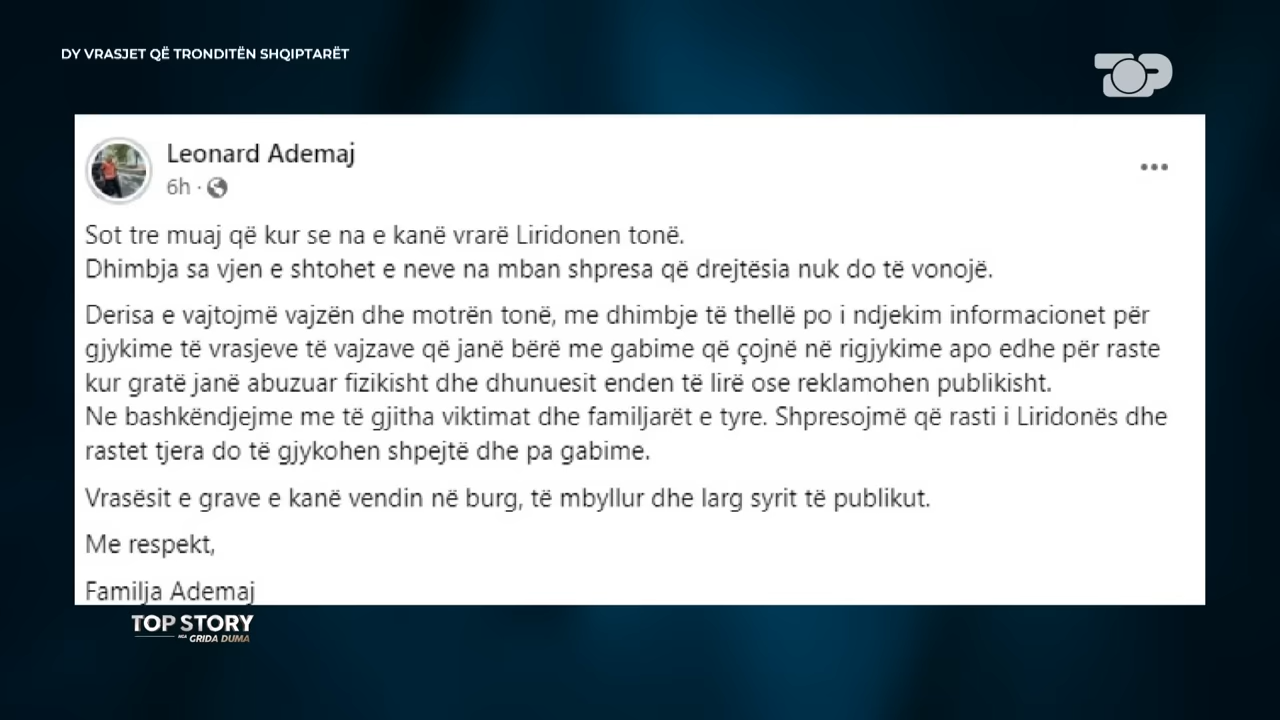 DY VRASJET QË TRONDITËN SHQIPTARËT
TOP
Leonard Ademaj
6h ·
Sot tre muaj që kur se na e kanë vrarë Liridonen tonë.
Dhimbja sa vjen e shtohet e neve na mban shpresa që drejtësia nuk do të vonojë.
Derisa e vajtojmë vajzën dhe motrën tonë, me dhimbje të thellë po i ndjekim informacionet për
gjykime të vrasjeve të vajzave që janë bërë me gabime që çojnë në rigjykime apo edhe për raste
kur gratë janë abuzuar fizikisht dhe dhunuesit enden të lirë ose reklamohen publikisht.
Ne bashkëndjejme me të gjitha viktimat dhe familjarët e tyre. Shpresojmë që rasti i Liridonës dhe
rastet tjera do të gjykohen shpejtë dhe pa gabime.
Vrasësit e grave e kanë vendin në burg, të mbyllur dhe larg syrit të publikut.
Me respekt,
Familja Ademaj
TOP STORY
NGA GRIDA DUMA